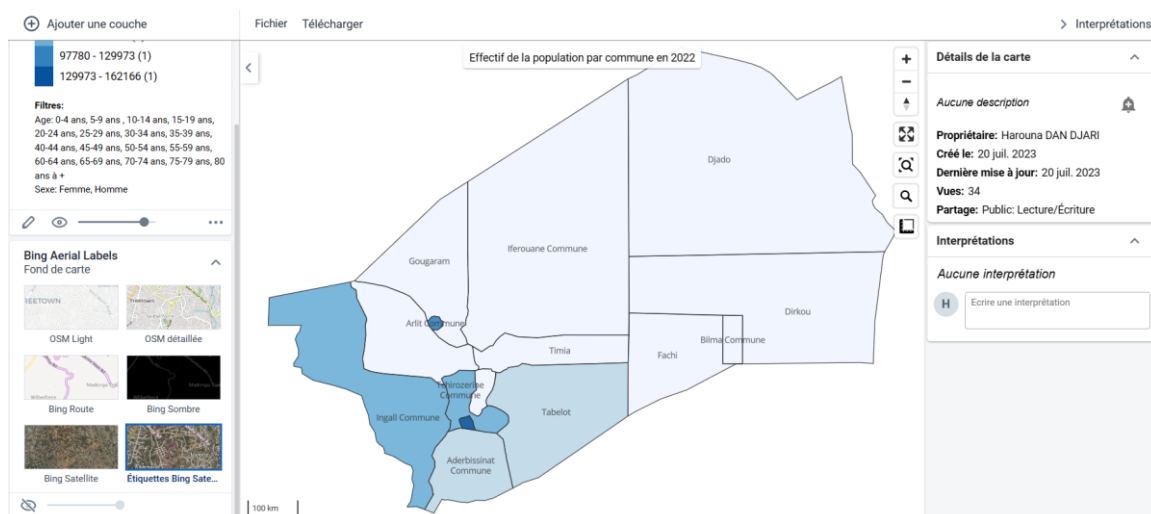 Ajouter une couche
Fichier Télécharger
Interprétations
97780 - 129973 (1)
129973 - 162166 (1)
Filtres:
Age: 0-4 ans, 5-9 ans , 10-14 ans, 15-19 ans,
20-24 ans, 25-29 ans, 30-34 ans, 35-39 ans,
40-44 ans, 45-49 ans, 50-54 ans, 55-59 ans,
60-64 ans, 65-69 ans, 70-74 ans, 75-79 ans, 80
ans à +
Sexe: Femme, Homme
Bing Aerial Labels
Fond de carte
REETOWN
OSM Light
OSM détaillée
Bing Route
Bing Sombre
Bing Satellite
Étiquettes Bing Sate...
Effectif de la population par commune en 2022
Djado
Iferouane Commune
Gougaram
Arlit Commune
Dirkou
Bilma Commune
Fachi
Timia
Tchirozerine
Commune
Ingall Commune
Tabelot
Aderbissinat
Commune
100 km
Détails de la carte
Aucune description
Propriétaire: Harouna DAN DJARI
Créé le: 20 juil. 2023
Dernière mise à jour: 20 juil. 2023
Vues: 34
Partage: Public: Lecture/Écriture
Interprétations
Aucune interprétation
H
Ecrire une interprétation